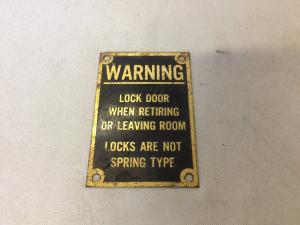 WARNING
LOCK DOOR
WHEN RETIRING
OR LEAVING ROOM
LOCKS ARE NOT
SPRING TYPE